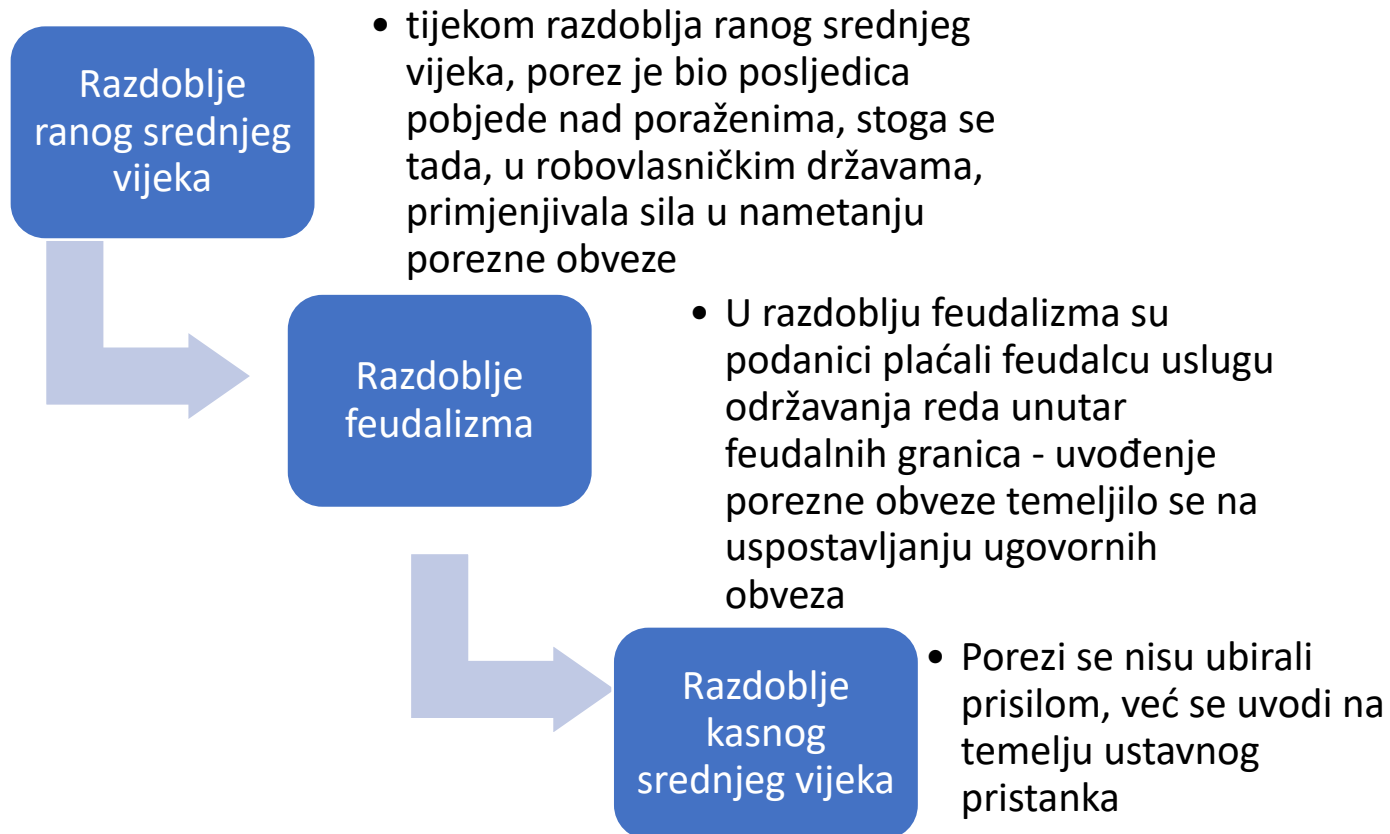 Razdoblje
ranog srednjeg
vijeka
• tijekom razdoblja ranog srednjeg
vijeka, porez je bio posljedica
pobjede nad poraženima, stoga se
tada, u robovlasničkim državama,
primjenjivala sila u nametanju
porezne obveze
Razdoblje
feudalizma
• U razdoblju feudalizma su
podanici plaćali feudalcu uslugu
održavanja reda unutar
feudalnih granica - uvođenje
porezne obveze temeljilo se na
uspostavljanju ugovornih
obveza
Razdoblje
kasnog
srednjeg vijeka
• Porezi se nisu ubirali
prisilom, već se uvodi na
temelju ustavnog
pristanka